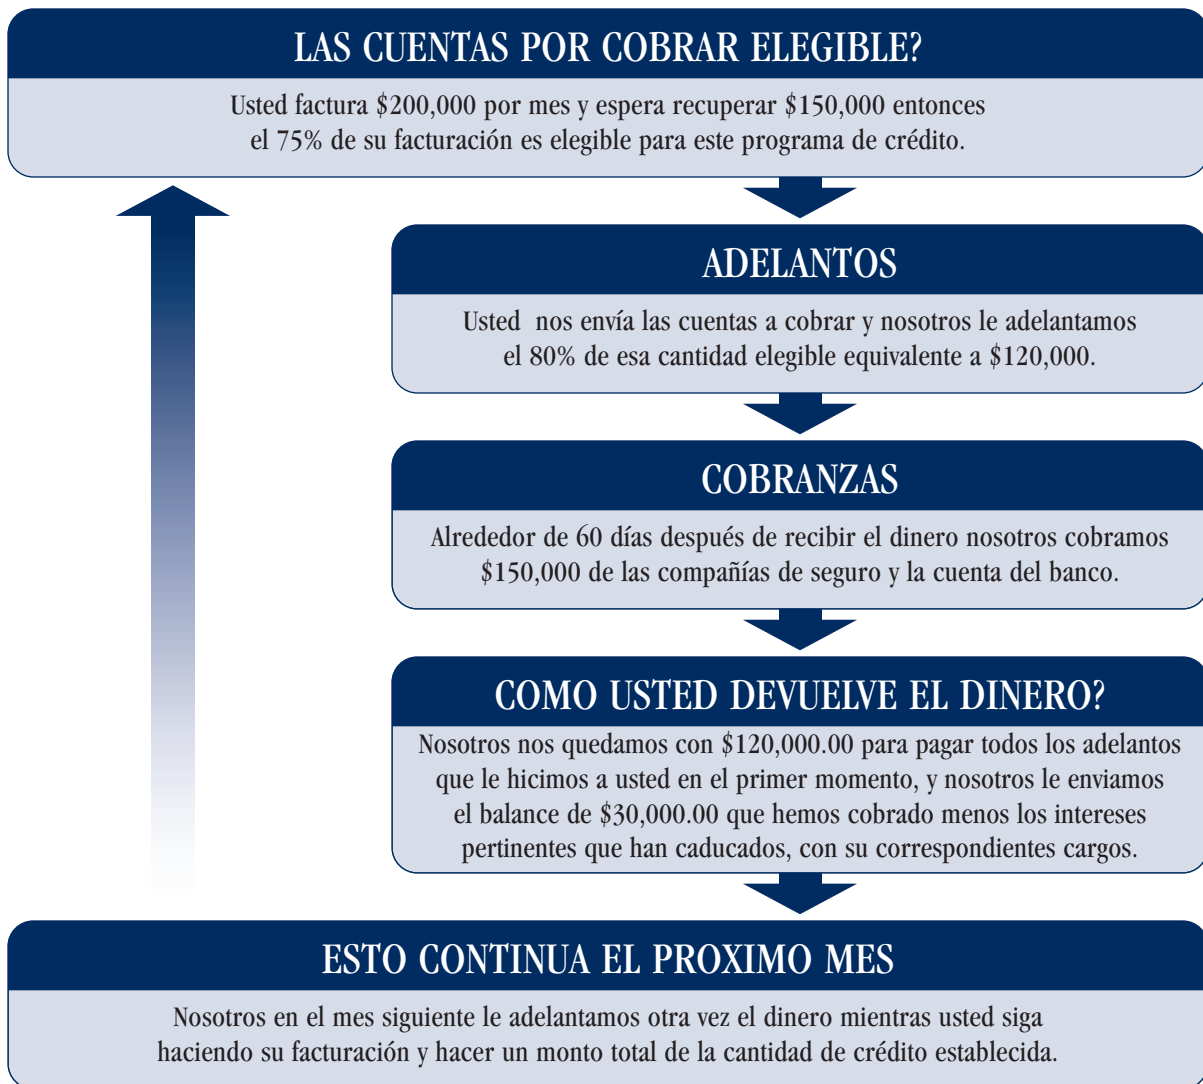 LAS CUENTAS POR COBRAR ELEGIBLE?
Usted factura $200,000 por mes y espera recuperar $150,000 entonces
el 75% de su facturación es elegible para este programa de crédito.
ADELANTOS
Usted nos envía las cuentas a cobrar y nosotros le adelantamos
el 80% de esa cantidad elegible equivalente a $120,000.
COBRANZAS
Alrededor de 60 días después de recibir el dinero nosotros cobramos
$150,000 de las compañías de seguro y la cuenta del banco.
COMO USTED DEVUELVE EL DINERO?
Nosotros nos quedamos con $120,000.00 para pagar todos los adelantos
que le hicimos a usted en el primer momento, y nosotros le enviamos
el balance de $30,000.00 que hemos cobrado menos los intereses
pertinentes que han caducados, con su correspondientes cargos.
ESTO CONTINUA EL PROXIMO MES
Nosotros en el mes siguiente le adelantamos otra vez el dinero mientras usted siga
haciendo su facturación y hacer un monto total de la cantidad de crédito establecida.